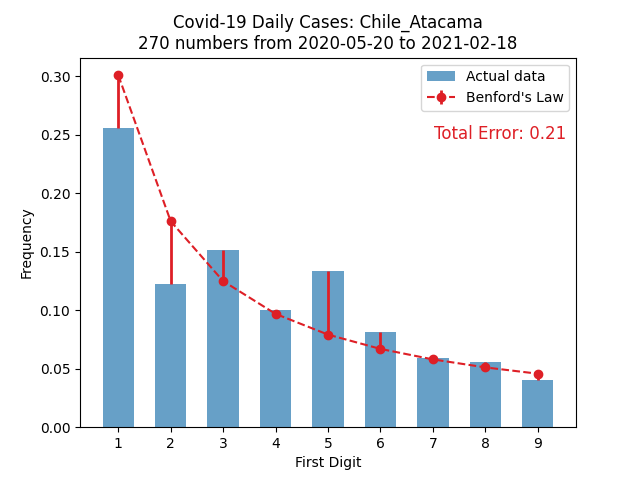 Covid-19 Daily Cases: Chile_Atacama
270 numbers from 2020-05-20 to 2021-02-18
Actual data
Benford's Law
Total Error: 0.21
Frequency
0.30
0.25
0.20
0.15
0.10
0.05
0.00
1 2 3 4 5 6 7 8 9
First Digit